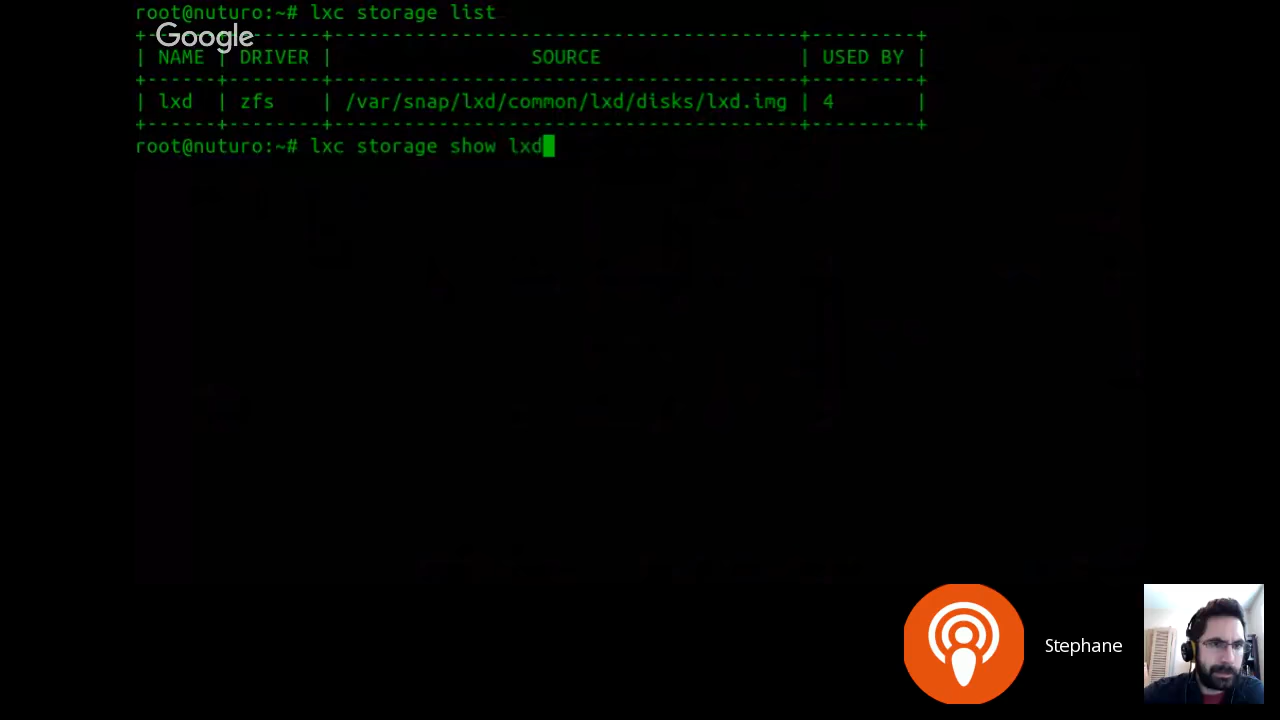 root@nuturo:~# lxc storage list
Google
+------+--------+----------------------------------------+---------+
| NAME | DRIVER | SOURCE | USED BY |
+------+--------+----------------------------------------+---------+
| lxd | zfs | /var/snap/lxd/common/lxd/disks/lxd.img | 4 |
+------+--------+----------------------------------------+---------+
root@nuturo:~# lxc storage show lxd
Stephane